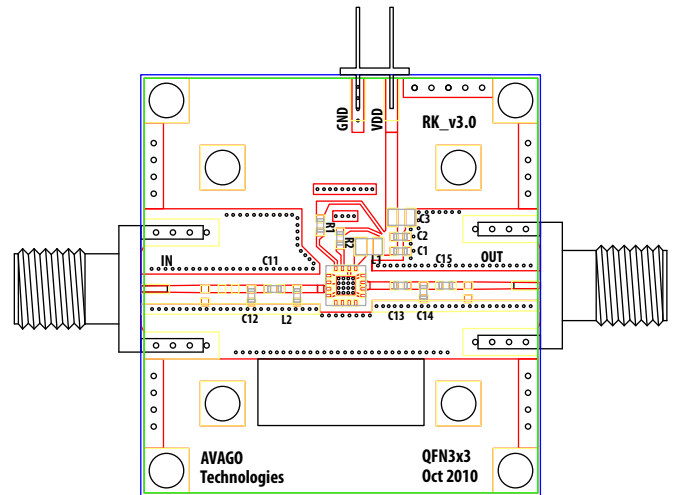 GND
VDD
RK_v3.0
C3
R1
C2
R2
C1
L1
IN
C11
C15
OUT
C12
L2
C13
C14
AVAGO
Technologies
QFN3x3
Oct 2010